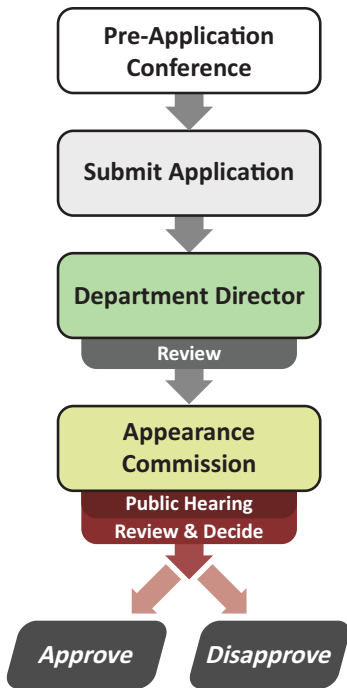 Pre-Application
Conference
Submit Application
Department Director
Review
Appearance
Commission
Public Hearing
Review & Decide
Approve
Disapprove